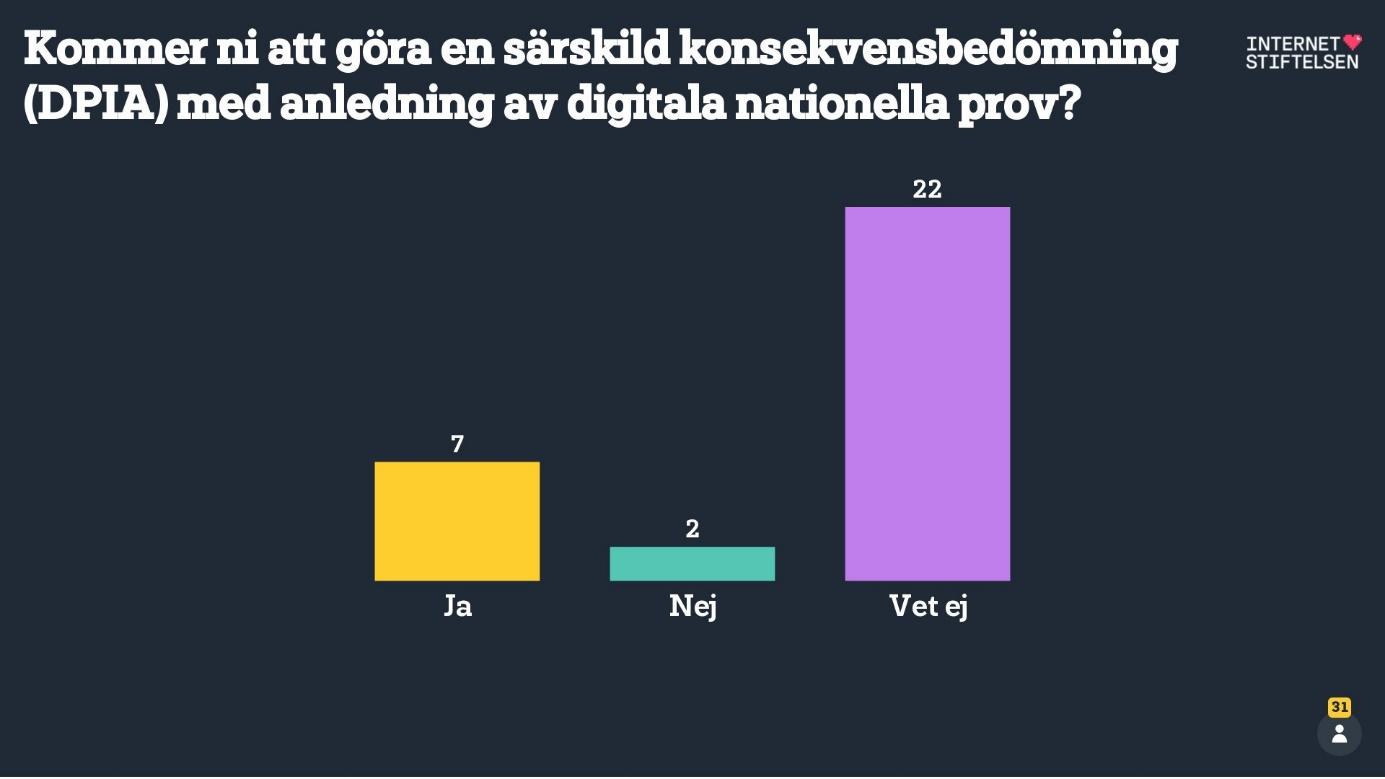 Kommer ni att göra en särskild konsekvensbedömning
(DPIA) med anledning av digitala nationella prov?
INTERNET
STIFTELSEN
7
2
22
Ja
Nej
Vet ej
31